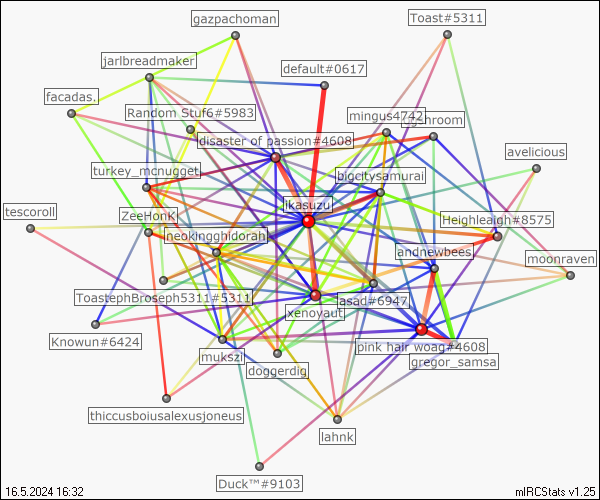 gazpachoman
Toast#5311
jarlbreadmaker
default#0617
facadas.
Random Stuf6#5983
mingus4742
disaster of passion#4608
avelicious
turkey_mcnugget
bigcitysamurai
tescoroll
ZeeHonK
jikasuzu
Heighleaigh#8575
neokingghidorah
andnewbees
moonraven
ToastephBroseph5311#5311
asad#6947
xenoyaut
Knowun#6424
mukszi
pink hair woag#4608
doggerdig
gregor_samsa
thiccusboiusalexusjoneus
lahnk
Duck™#9103
16.5.2024 16:32
mIRCStats v1.25